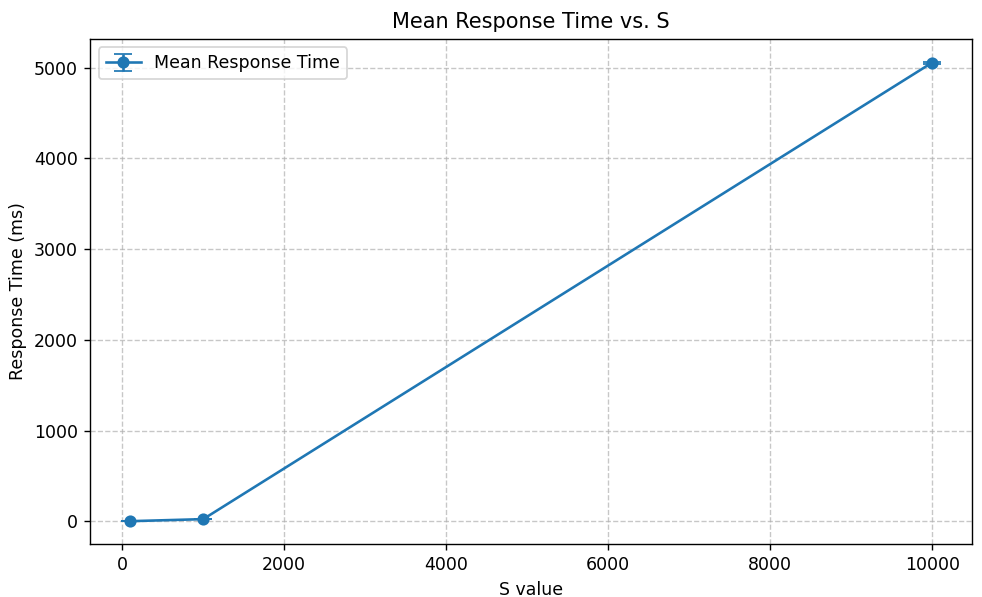 Mean Response Time vs. S
Mean Response Time
Response Time (ms)
5000
4000
3000
2000
1000
0
0 2000 4000 6000 8000 10000
S value